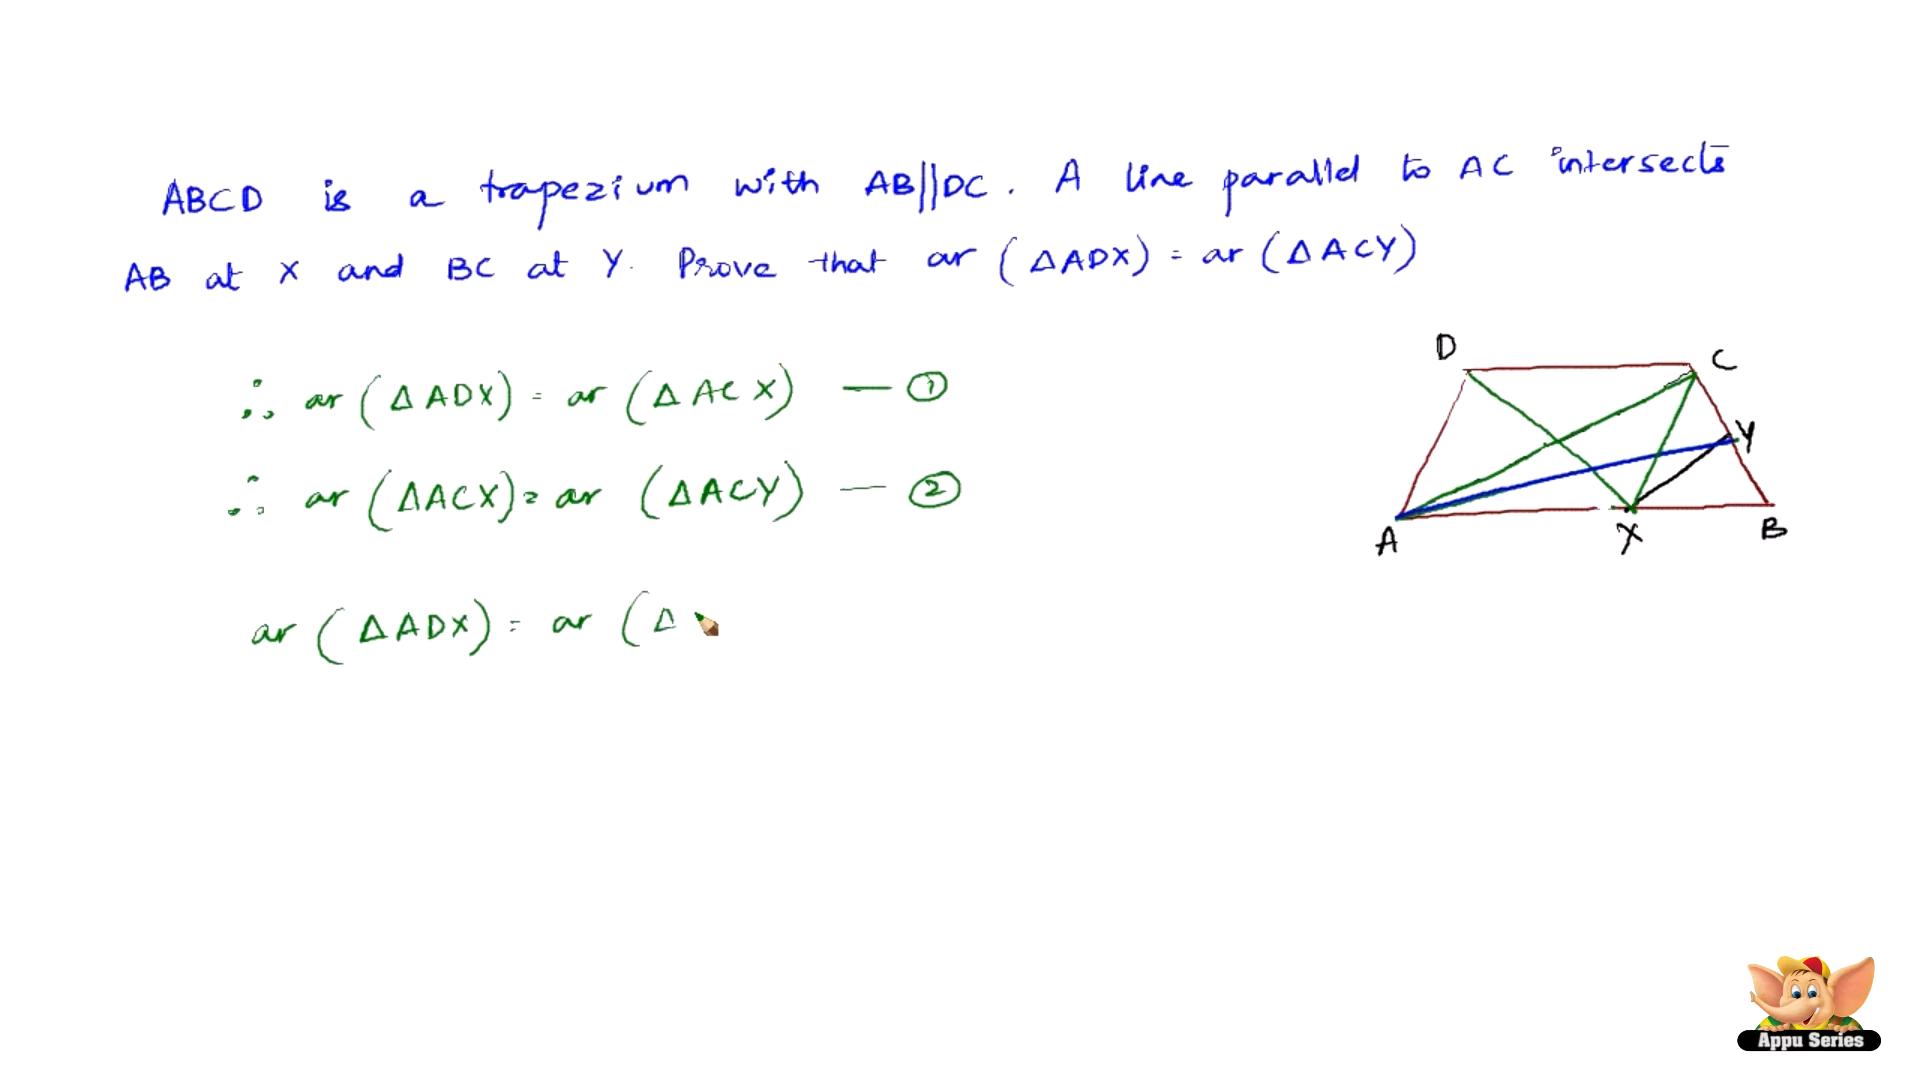 ABCD is a trapezium with AB||DC. A line parallel to AC intersects
AB at X and BC at Y. Prove that ar (ΔADX) = ar (ΔACY)
D
C
∴ ar (ΔADX) = ar (ΔACX) — ①
Y
∴ ar (ΔACX) = ar (ΔACY) — ②
A
X
B
ar (ΔADX) = ar (Δ
Appu Series